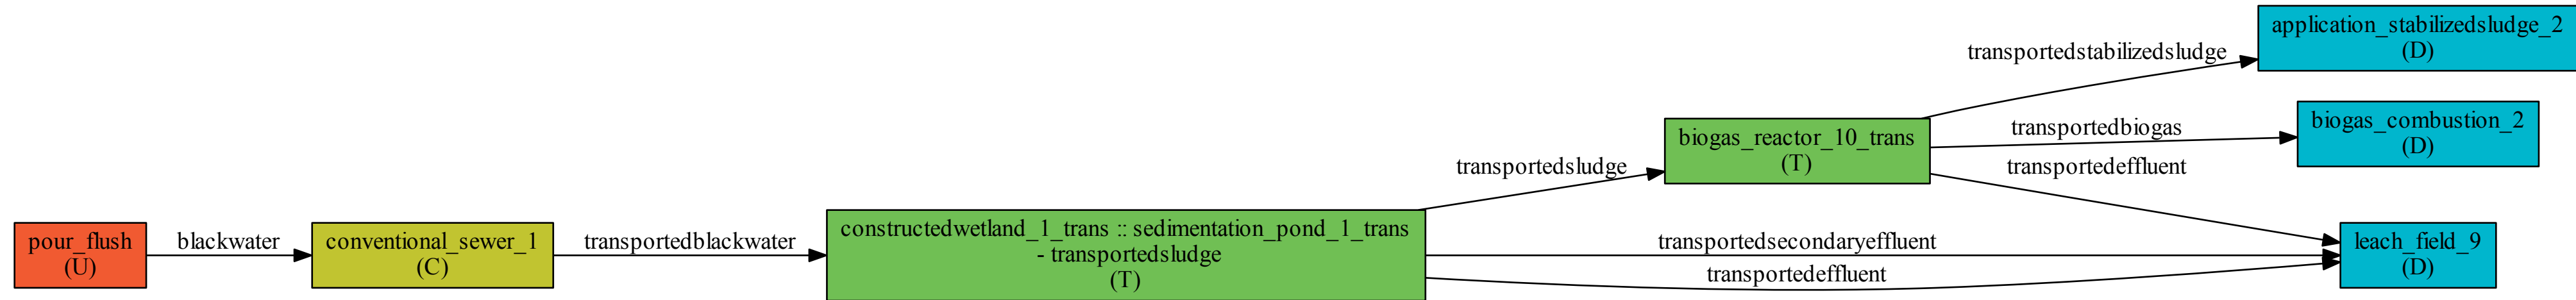 pour_flush
(U)
blackwater
conventional_sewer_1
(C)
transportedblackwater
constructedwetland_1_trans :: sedimentation_pond_1_trans
- transportedsludge
(T)
transportedsludge
biogas_reactor_10_trans
(T)
transportedstabilizedsludge
application_stabilizedsludge_2
(D)
transportedbiogas
biogas_combustion_2
(D)
transportedeffluent
transportedsecondaryeffluent
transportedeffluent
leach_field_9
(D)